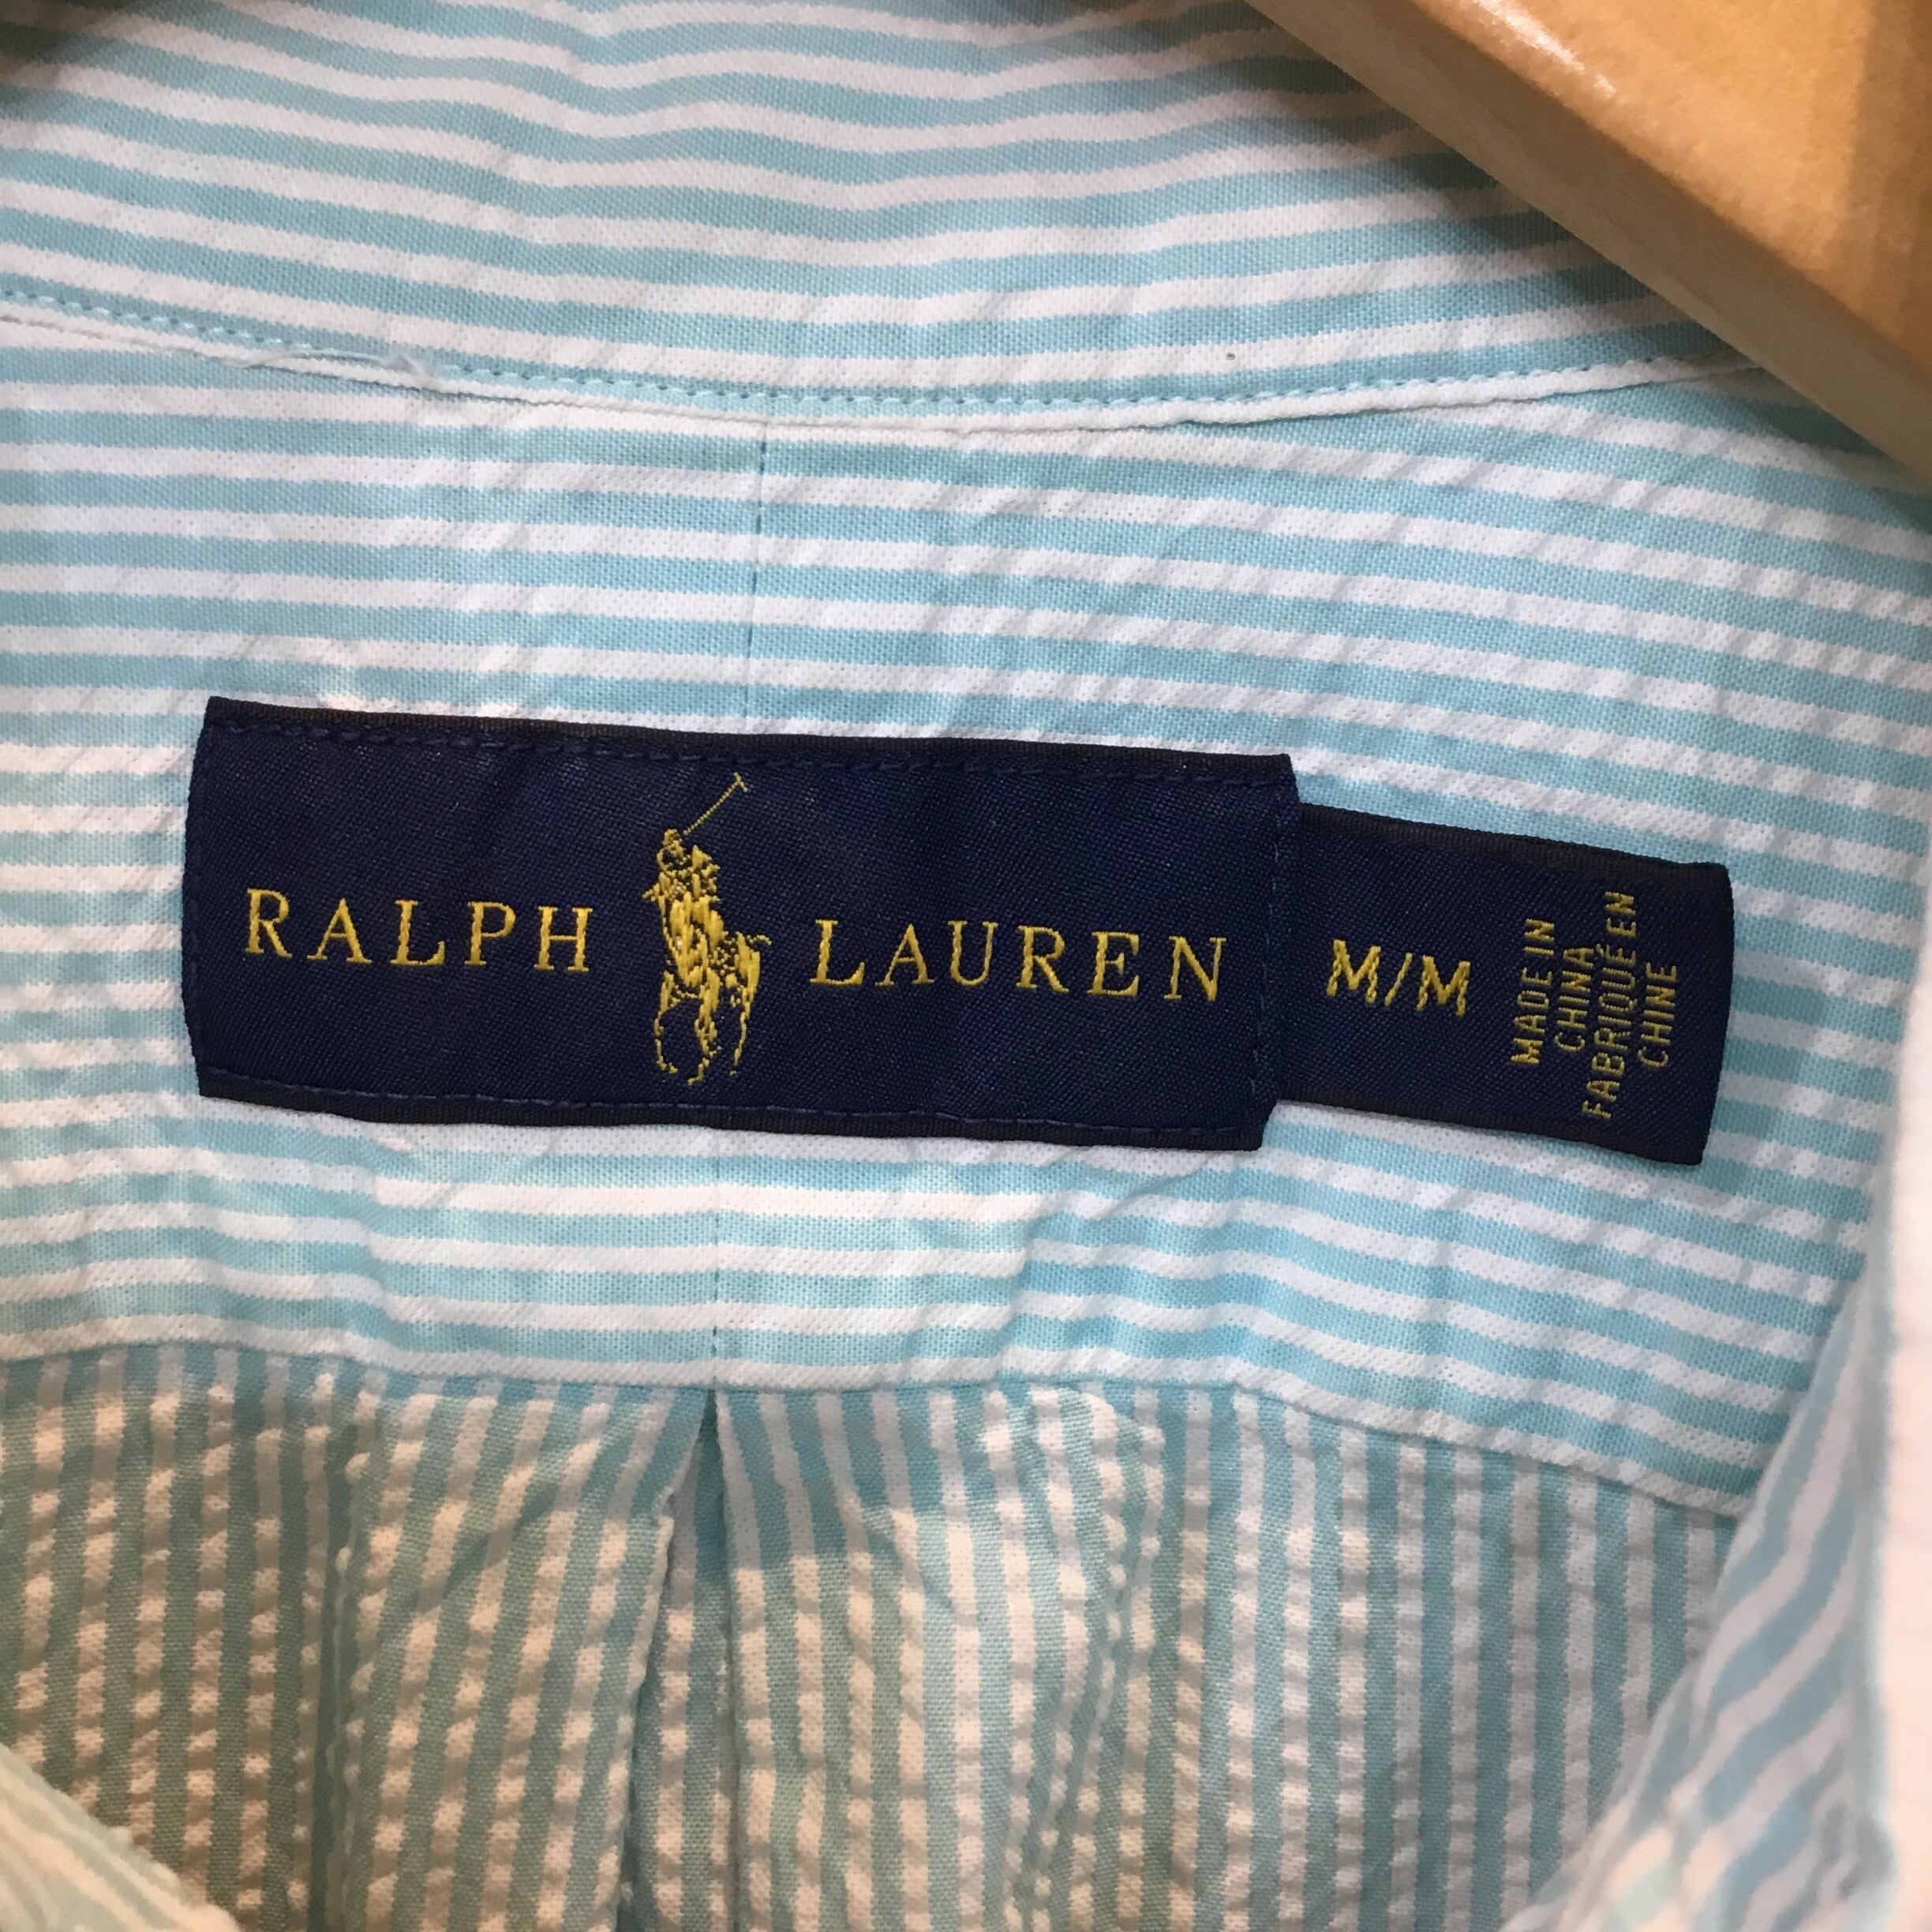 RALPH LAUREN
M/M
MADE IN
CHINA
FABRIQUÉ EN
CHINE